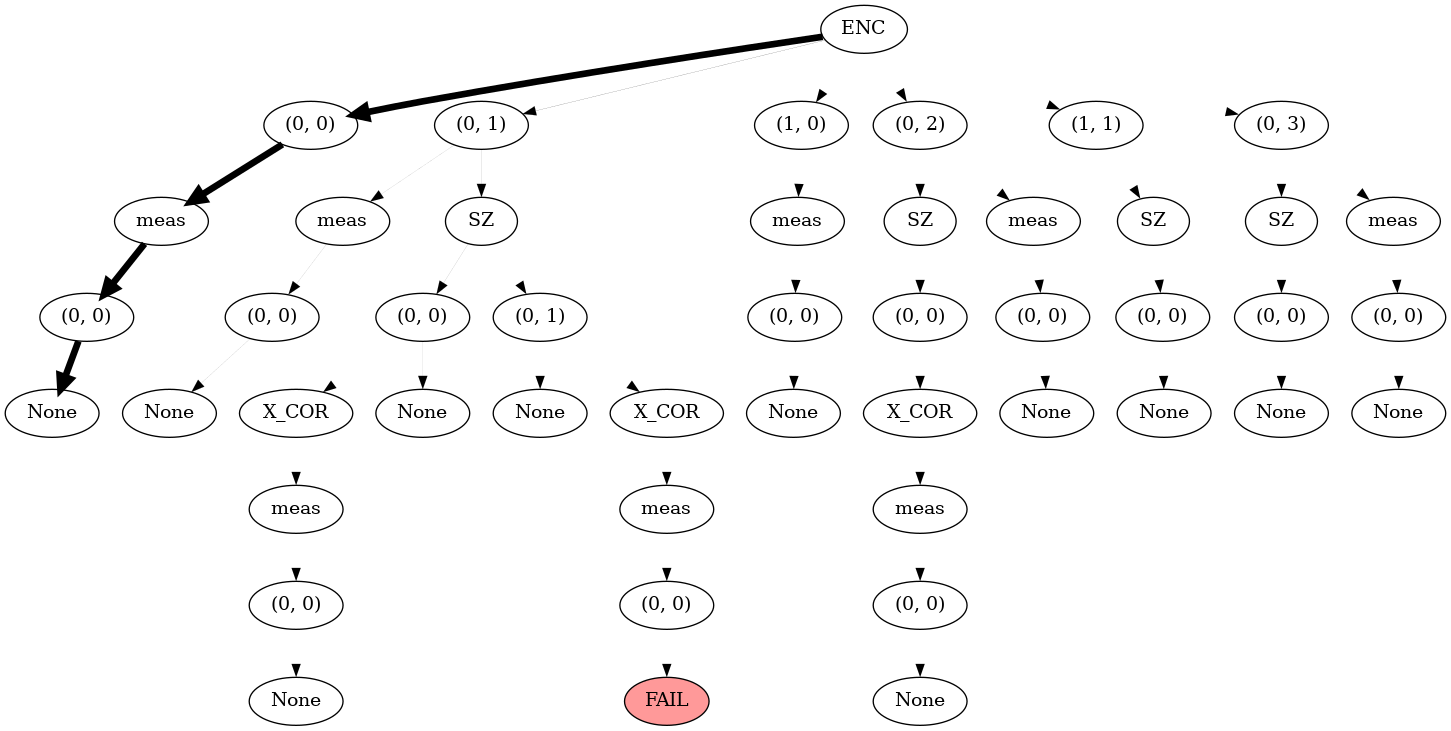 ENC
(0, 0) (0, 1) (1, 0) (0, 2) (1, 1) (0, 3)
meas meas SZ meas SZ meas SZ SZ meas
(0, 0) (0, 0) (0, 0) (0, 1) (0, 0) (0, 0) (0, 0) (0, 0) (0, 0) (0, 0)
None None X_COR None None X_COR None X_COR None None None None
meas meas meas
(0, 0) (0, 0) (0, 0)
None FAIL None